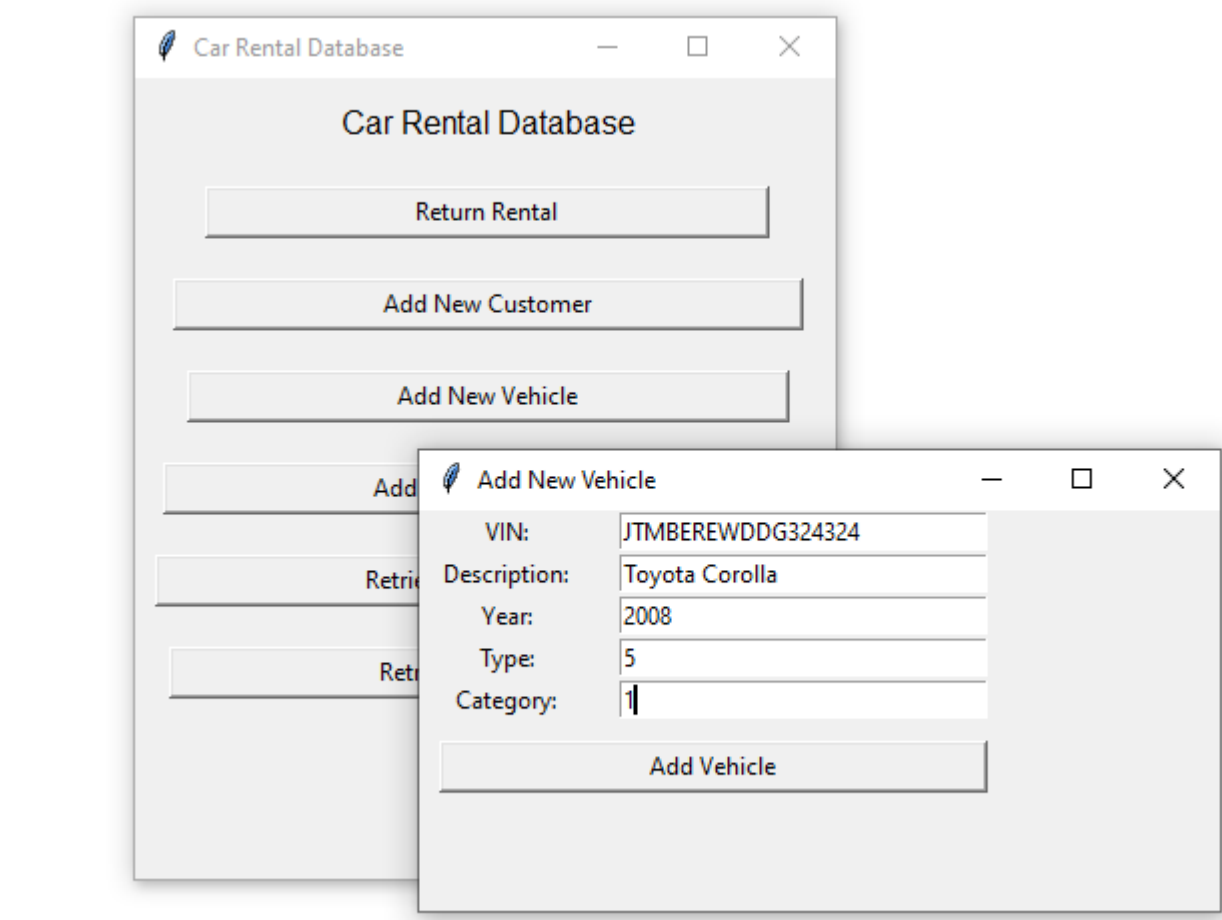 Car Rental Database
Car Rental Database
Return Rental
Add New Customer
Add New Vehicle
Add
Retrie
Retr
Add New Vehicle
VIN: JTMBEREWDDG324324
Description: Toyota Corolla
Year: 2008
Type: 5
Category: 1
Add Vehicle